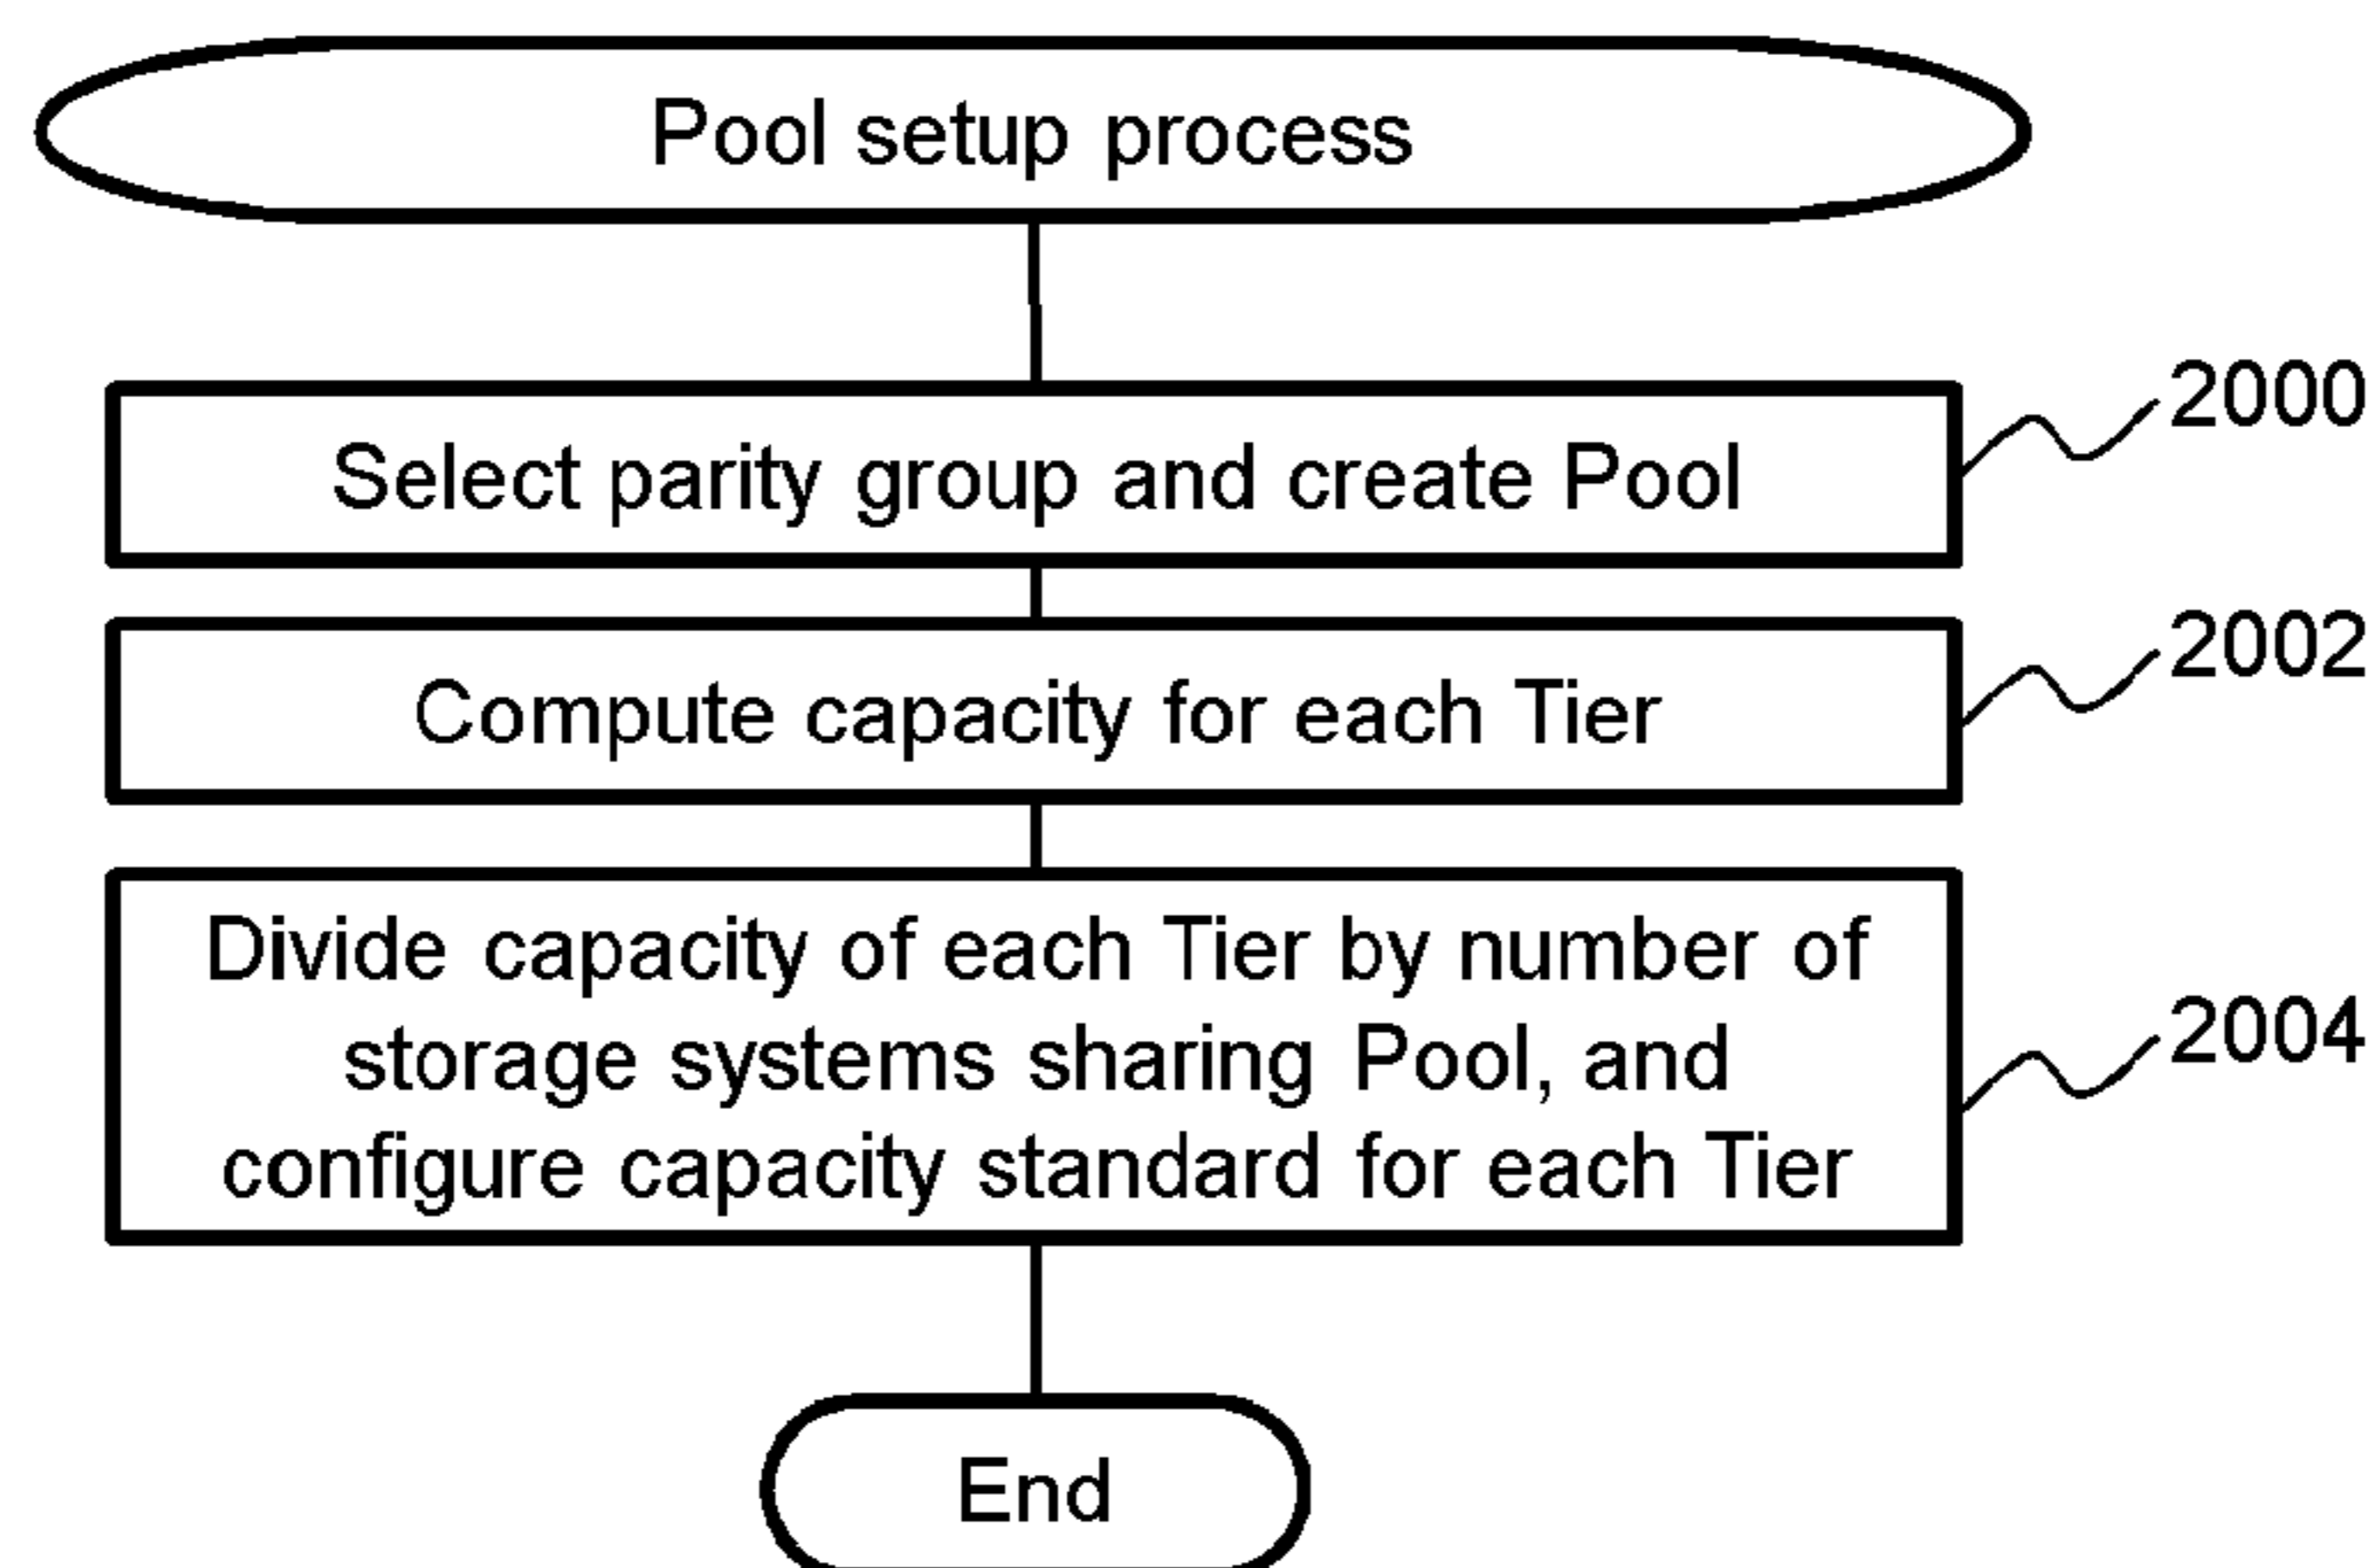 Pool setup process
2000
Select parity group and create Pool
2002
Compute capacity for each Tier
Divide capacity of each Tier by number of
storage systems sharing Pool, and
2004
configure capacity standard for each Tier
End